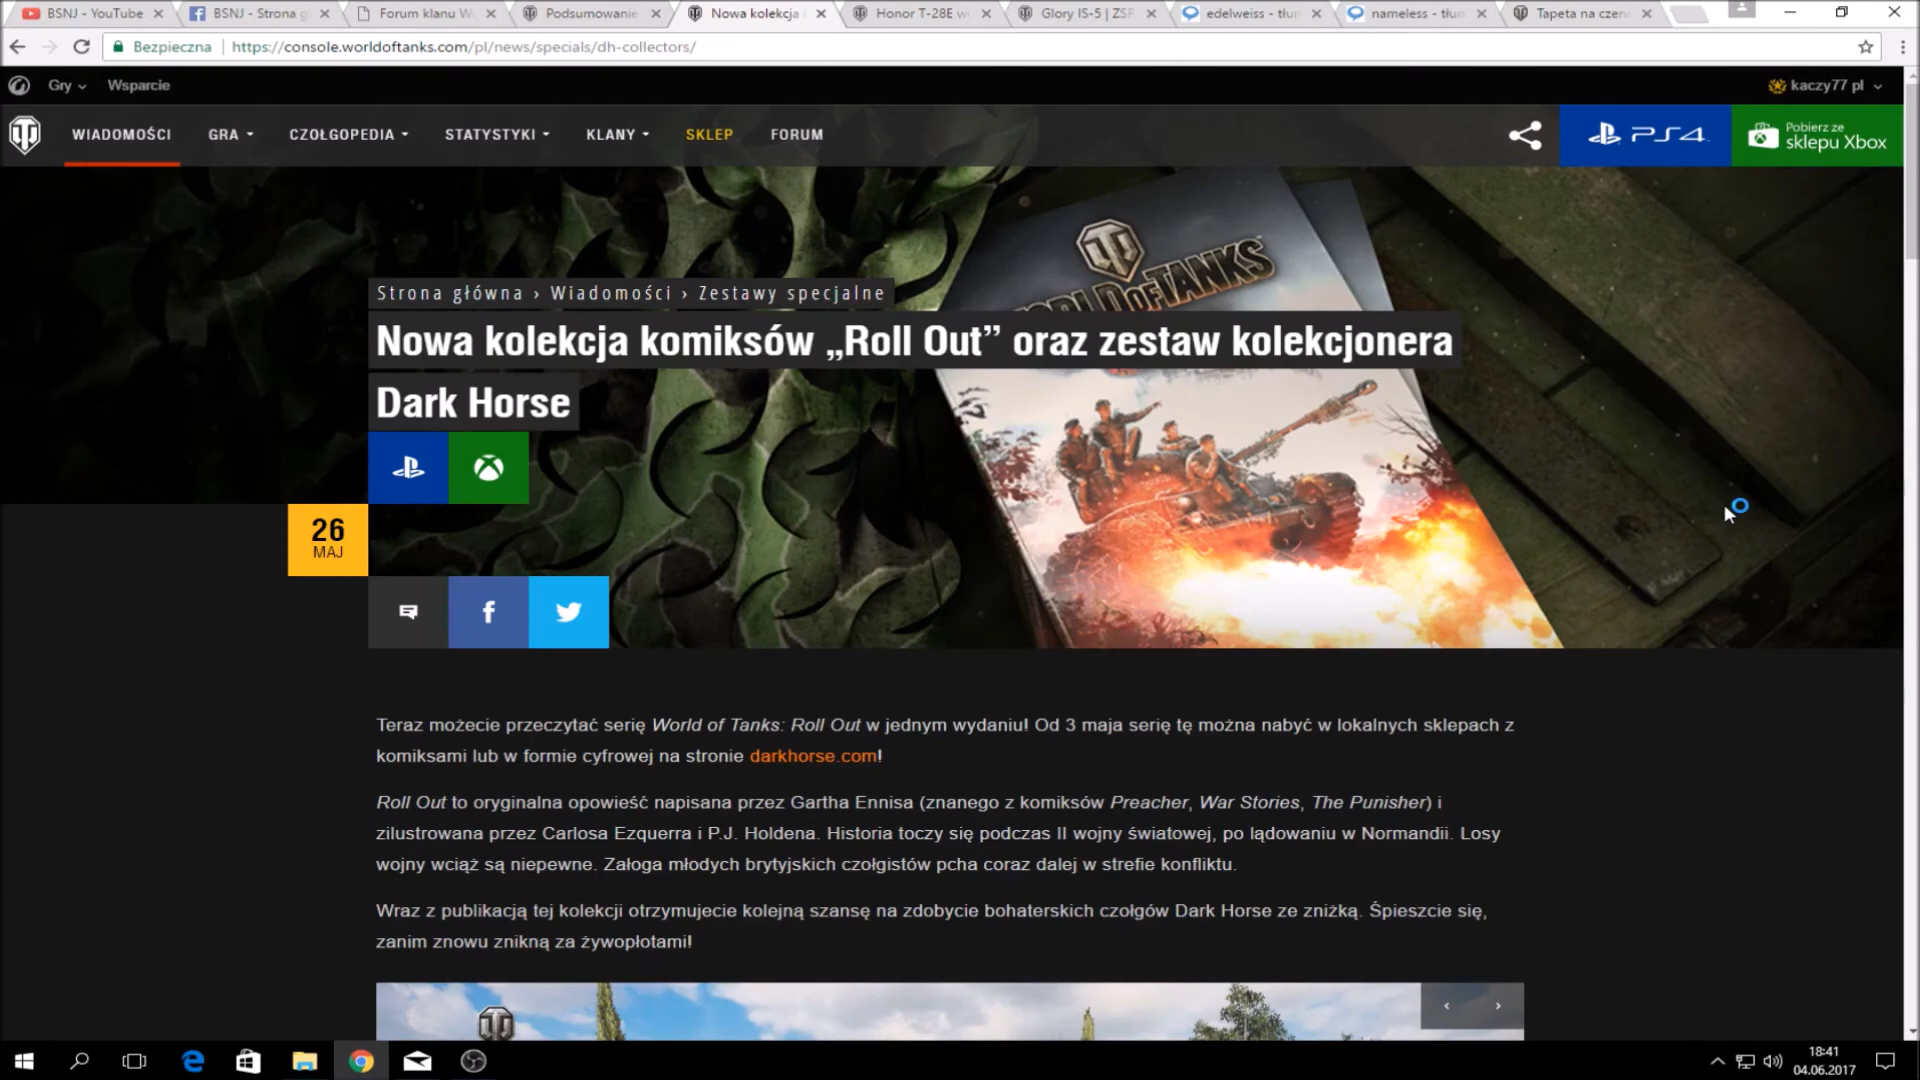 BSNJ - YouTube
BSNJ - Strona g
Forum klanu W
Podsumowanie
Nowa kolekcja
Honor T-28E w
Glory IS-5 | ZSR
edelweiss - tłum
nameless - tłum
Tapeta na czerw
Bezpieczna
https://console.worldoftanks.com/pl/news/specials/dh-collectors/
Gry
Wsparcie
kaczy77 pl
WIADOMOŚCI
GRA
CZOŁGOPEDIA
STATYSTYKI
KLANY
SKLEP
FORUM
PS4
Pobierz ze
sklepu Xbox
WORLD OF TANKS
Strona główna › Wiadomości › Zestawy specjalne
Nowa kolekcja komiksów „Roll Out” oraz zestaw kolekcjonera
Dark Horse
26
MAJ
Teraz możecie przeczytać serię World of Tanks: Roll Out w jednym wydaniu! Od 3 maja serię tę można nabyć w lokalnych sklepach z
komiksami lub w formie cyfrowej na stronie darkhorse.com!
Roll Out to oryginalna opowieść napisana przez Gartha Ennisa (znanego z komiksów Preacher, War Stories, The Punisher) i
zilustrowana przez Carlosa Ezquerra i P.J. Holdena. Historia toczy się podczas II wojny światowej, po lądowaniu w Normandii. Losy
wojny wciąż są niepewne. Załoga młodych brytyjskich czołgistów pcha coraz dalej w strefie konfliktu.
Wraz z publikacją tej kolekcji otrzymujecie kolejną szansę na zdobycie bohaterskich czołgów Dark Horse ze zniżką. Śpieszcie się,
zanim znowu znikną za żywopłotami!
18:41
04.06.2017